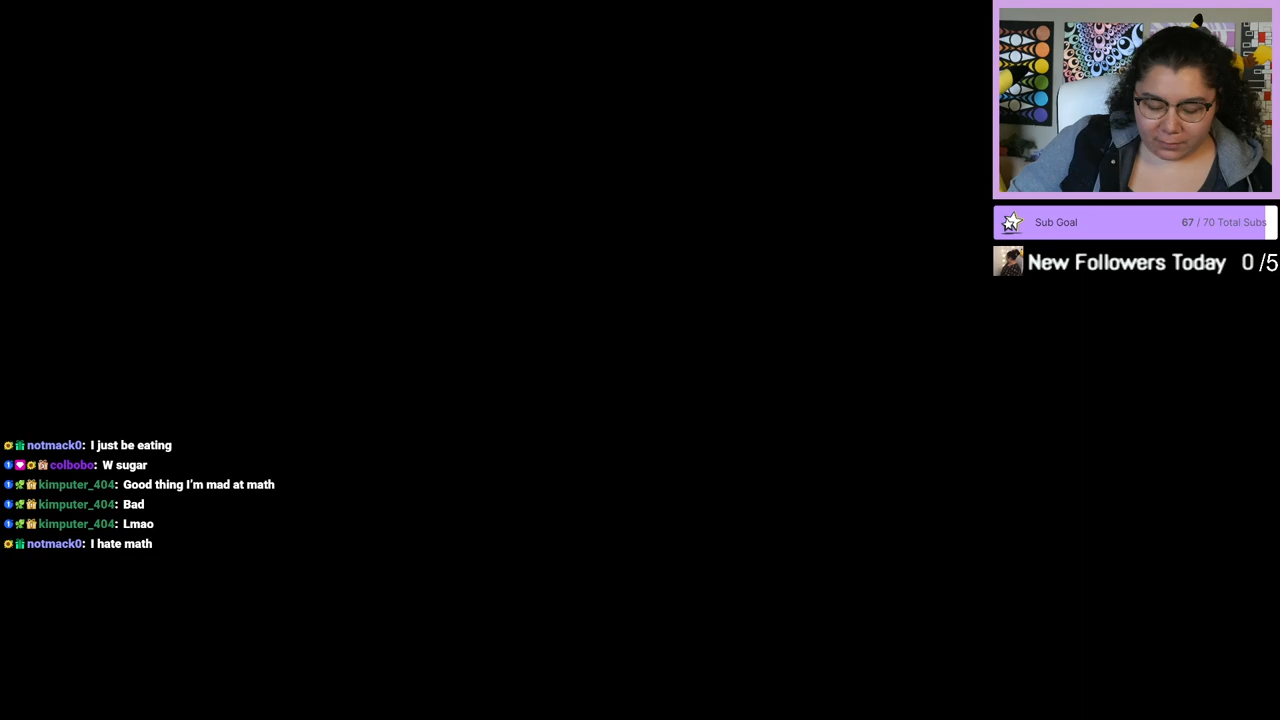 Sub Goal 67 / 70 Total Subs
New Followers Today 0 /5
notmack0: I just be eating
colbobo: W sugar
kimputer_404: Good thing I'm mad at math
kimputer_404: Bad
kimputer_404: Lmao
notmack0: I hate math